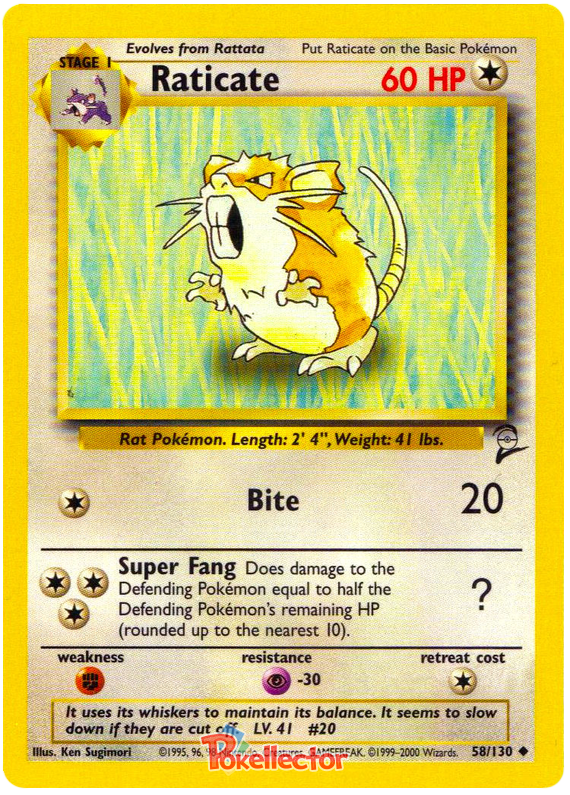 Evolves from Rattata Put Raticate on the Basic Pokémon
STAGE 1
Raticate 60 HP
Rat Pokémon. Length: 2' 4", Weight: 41 lbs.
Bite 20
Super Fang Does damage to the
Defending Pokémon equal to half the
Defending Pokémon's remaining HP
(rounded up to the nearest 10).
?
weakness resistance retreat cost
-30
It uses its whiskers to maintain its balance. It seems to slow
down if they are cut off. LV. 41 #20
Illus. Ken Sugimori ©1995, 96, 98 Nintendo, Creatures, GAMEFREAK. ©1999-2000 Wizards. 58/130
Pokellector